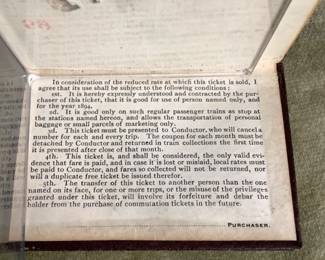 In consideration of the reduced rate at which this ticket is sold, I
agree that its use shall be subject to the following conditions:
1st. It is hereby expressly understood and contracted by the pur-
chaser of this ticket, that it is good for use of person named only, and
for the year 1894.
2d. It is good only on such regular passenger trains as stop at
the stations named hereon, and allows the transportation of personal
baggage or small parcels of marketing only.
3d. This ticket must be presented to Conductor, who will cancel a
number for each and every trip. The coupon for each month must be
detached by Conductor and returned in train collections the first time
it is presented after close of that month.
4th. This ticket is, and shall be considered, the only valid evi-
dence that fare is paid, and in case it is lost or mislaid, local rates must
be paid to Conductor, and fares so collected will not be returned, nor
will a duplicate free ticket be issued therefor.
5th. The transfer of this ticket to another person than the one
named on its face, for one or more trips, or the misuse of the privileges
granted under this ticket, will involve its forfeiture and debar the
holder from the purchase of commutation tickets in the future.
PURCHASER.